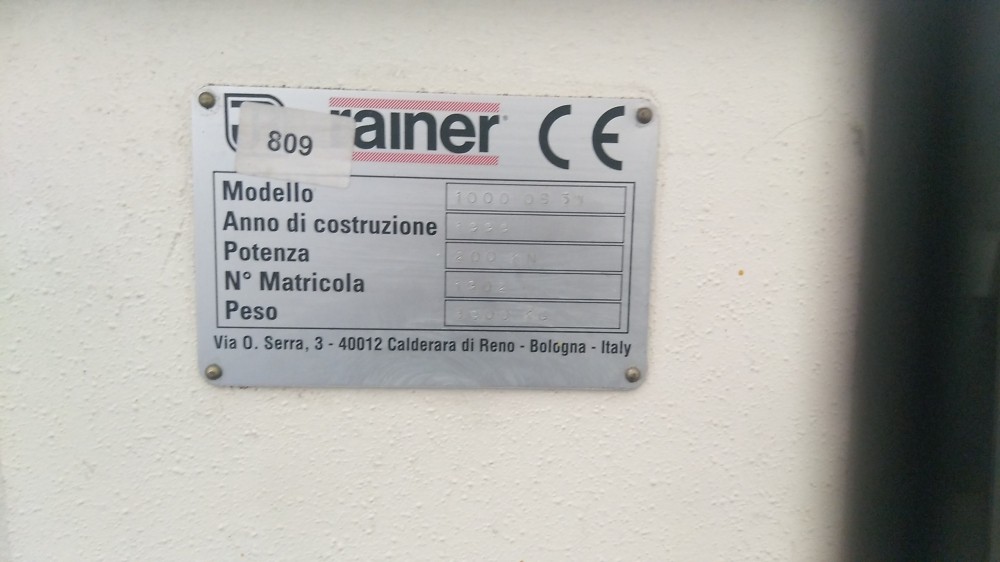 809
rainer
CE
Modello
Anno di costruzione
Potenza
N° Matricola
Peso
Via O. Serra, 3 - 40012 Calderara di Reno - Bologna - Italy